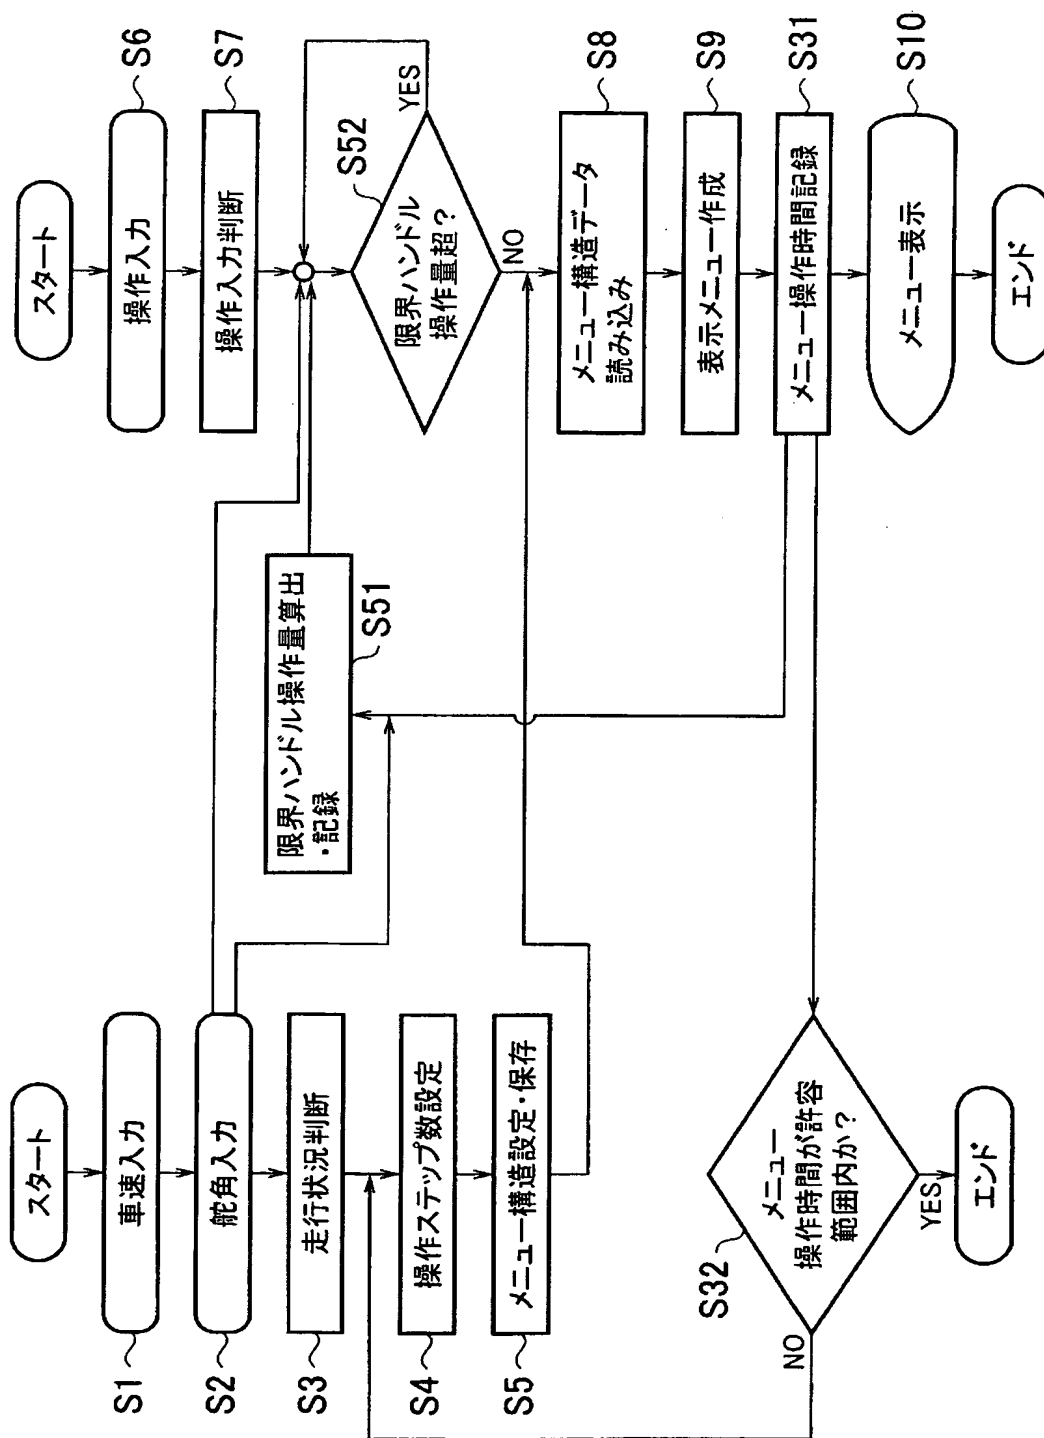 スタート
S1
車速入力
S2
舵角入力
S3
走行状況判断
S4
操作ステップ数設定
S5
メニュー構造設定・保存
S32
メニュー
操作時間が許容
範囲内か?
NO
YES
エンド
限界ハンドル操作量算出
・記録
S51
スタート
操作入力
S6
操作入力判断
S7
限界ハンドル
操作量超?
S52
YES
NO
メニュー構造データ
読み込み
S8
表示メニュー作成
S9
メニュー操作時間記録
S31
メニュー表示
S10
エンド